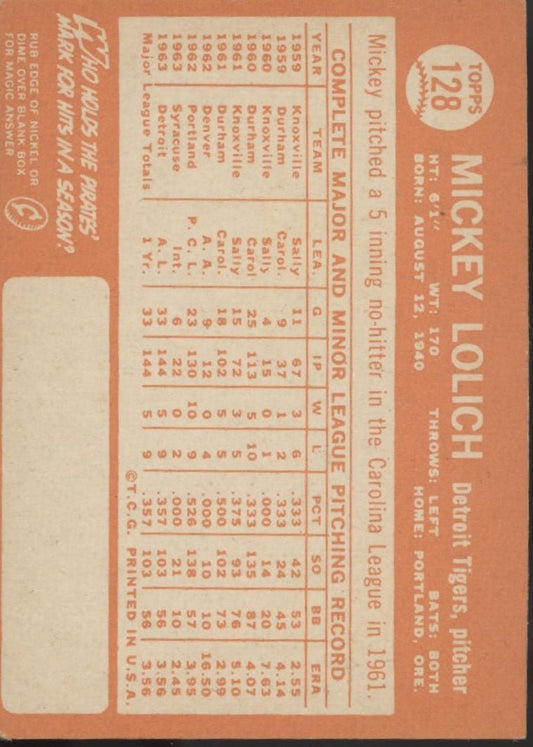 TOPPS
128
MICKEY LOLICH Detroit Tigers, pitcher
HT: 6'1" WT: 170 THROWS: LEFT BATS: BOTH
BORN: AUGUST 12, 1940 HOME: PORTLAND, ORE.
Mickey pitched a 5 inning no-hitter in the Carolina League in 1961.
COMPLETE MAJOR AND MINOR LEAGUE PITCHING RECORD
YEAR TEAM LEA. G IP W L PCT SO BB ERA
1959 Knoxville Sally 11 67 3 6 .333 42 53 2.55
1959 Durham Carol. 9 37 1 2 .333 24 45 4.14
1960 Knoxville Sally 4 15 0 1 .000 14 20 7.63
1960 Durham Carol 25 113 5 10 .333 135 87 4.07
1961 Knoxville Sally 15 72 3 5 .375 93 76 5.10
1961 Durham Carol. 18 102 5 5 .500 102 73 2.99
1962 Denver A. A. 9 12 0 4 .000 10 10 16.50
1962 Portland P. C. L. 23 130 10 9 .526 138 57 3.95
1963 Syracuse Int. 6 22 0 2 .000 21 10 2.45
1963 Detroit A. L. 33 144 5 9 .357 103 56 3.56
Major League Totals 1 Yr. 33 144 5 9 .357 103 56 3.56
©T.C.G. PRINTED IN U.S.A.
WHO HOLDS THE PIRATES'
MARK FOR HITS IN A SEASON?
RUB EDGE OF NICKEL OR
DIME OVER BLANK BOX
FOR MAGIC ANSWER